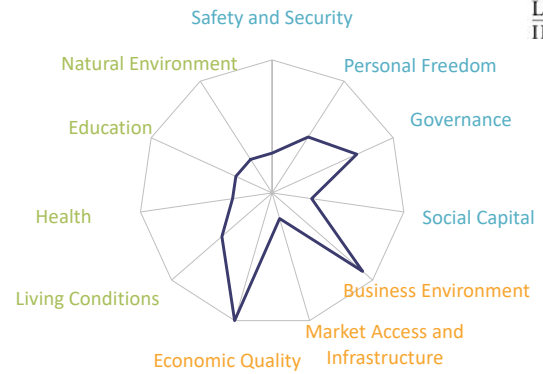 Safety and Security
Personal Freedom
Governance
Social Capital
Business Environment
Market Access and
Infrastructure
Economic Quality
Living Conditions
Health
Education
Natural Environment